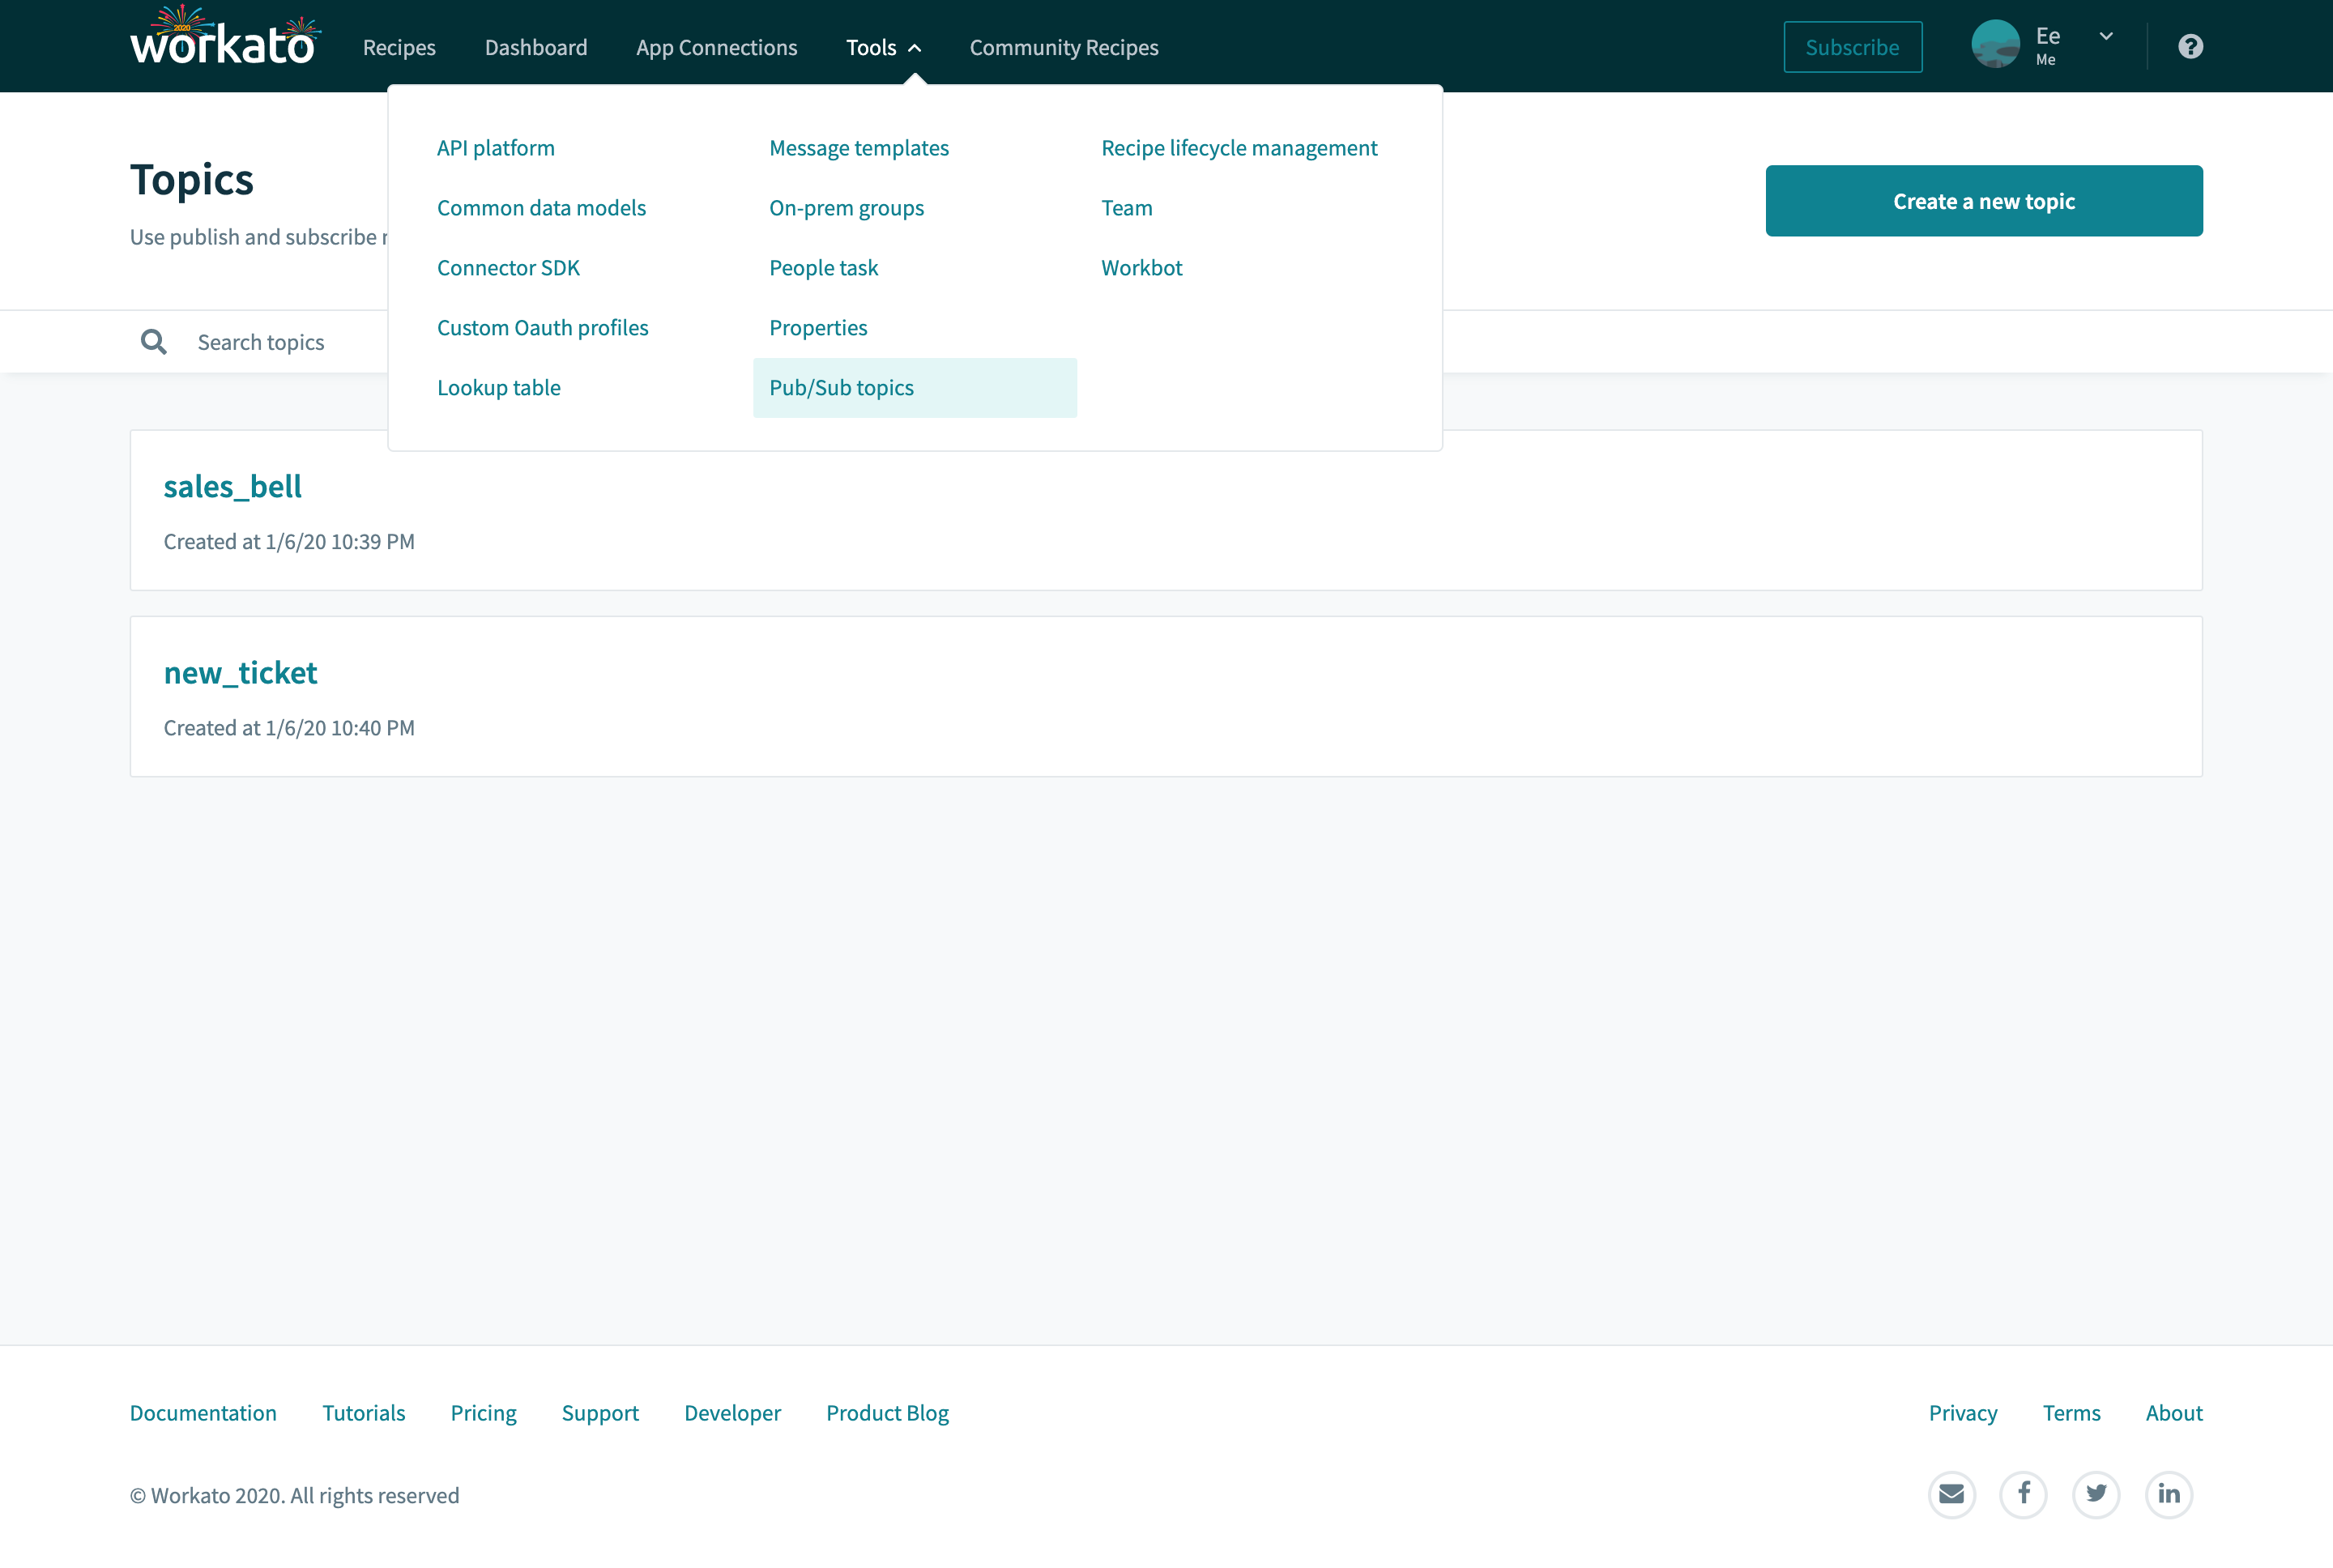 2020
workato
Recipes Dashboard App Connections Tools Community Recipes
Subscribe
Ee
Me
?
API platform
Common data models
Connector SDK
Custom Oauth profiles
Lookup table
Message templates
On-prem groups
People task
Properties
Pub/Sub topics
Recipe lifecycle management
Team
Workbot
Topics
Use publish and subscribe
Create a new topic
Search topics
sales_bell
Created at 1/6/20 10:39 PM
new_ticket
Created at 1/6/20 10:40 PM
Documentation Tutorials Pricing Support Developer Product Blog
Privacy Terms About
© Workato 2020. All rights reserved